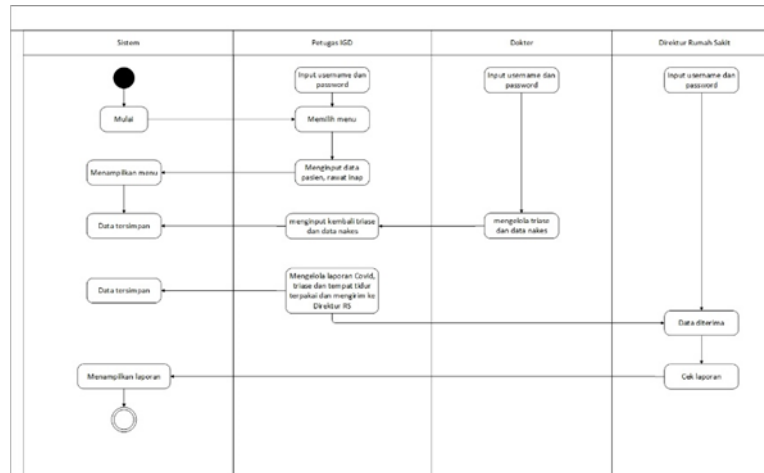 Sistem
Petugas IGD
Dokter
Direktur Rumah Sakit
Input username dan
password
Input username dan
password
Input username dan
password
Mulai
Memilih menu
Menampilkan menu
Menginput data
pasien, rawat inap
Data tersimpan
menginput kembali triase
dan data nakes
mengelola triase
dan data nakes
Data tersimpan
Mengelola laporan Covid,
triase dan tempat tidur
terpakai dan mengirim ke
Direktur RS
Data diterima
Menampilkan laporan
Cek laporan